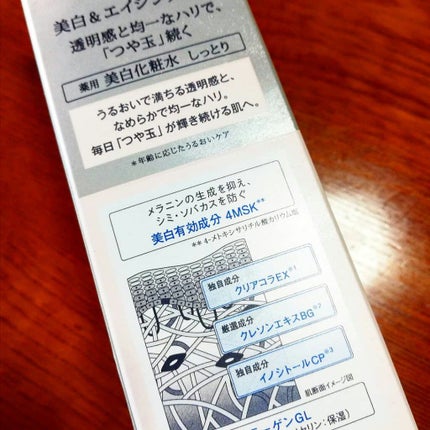 美白&エイジン
透明感と均一なハリで、
「つや玉」続く
薬用 美白化粧水 しっとり
うるおいで満ちる透明感と、
なめらかで均一なハリ。
毎日「つや玉」が輝き続ける肌へ。
*年齢に応じたうるおいケア
メラニンの生成を抑え、
シミ・ソバカスを防ぐ
美白有効成分 4MSK**
**4-メトキシサリチル酸カリウム塩
独自成分
クリアコラEX*1
厳選成分
クレソンエキスBG*2
独自成分
イノシトールCP*3
肌断面イメージ図
ーゲンGL
セリン:保湿)